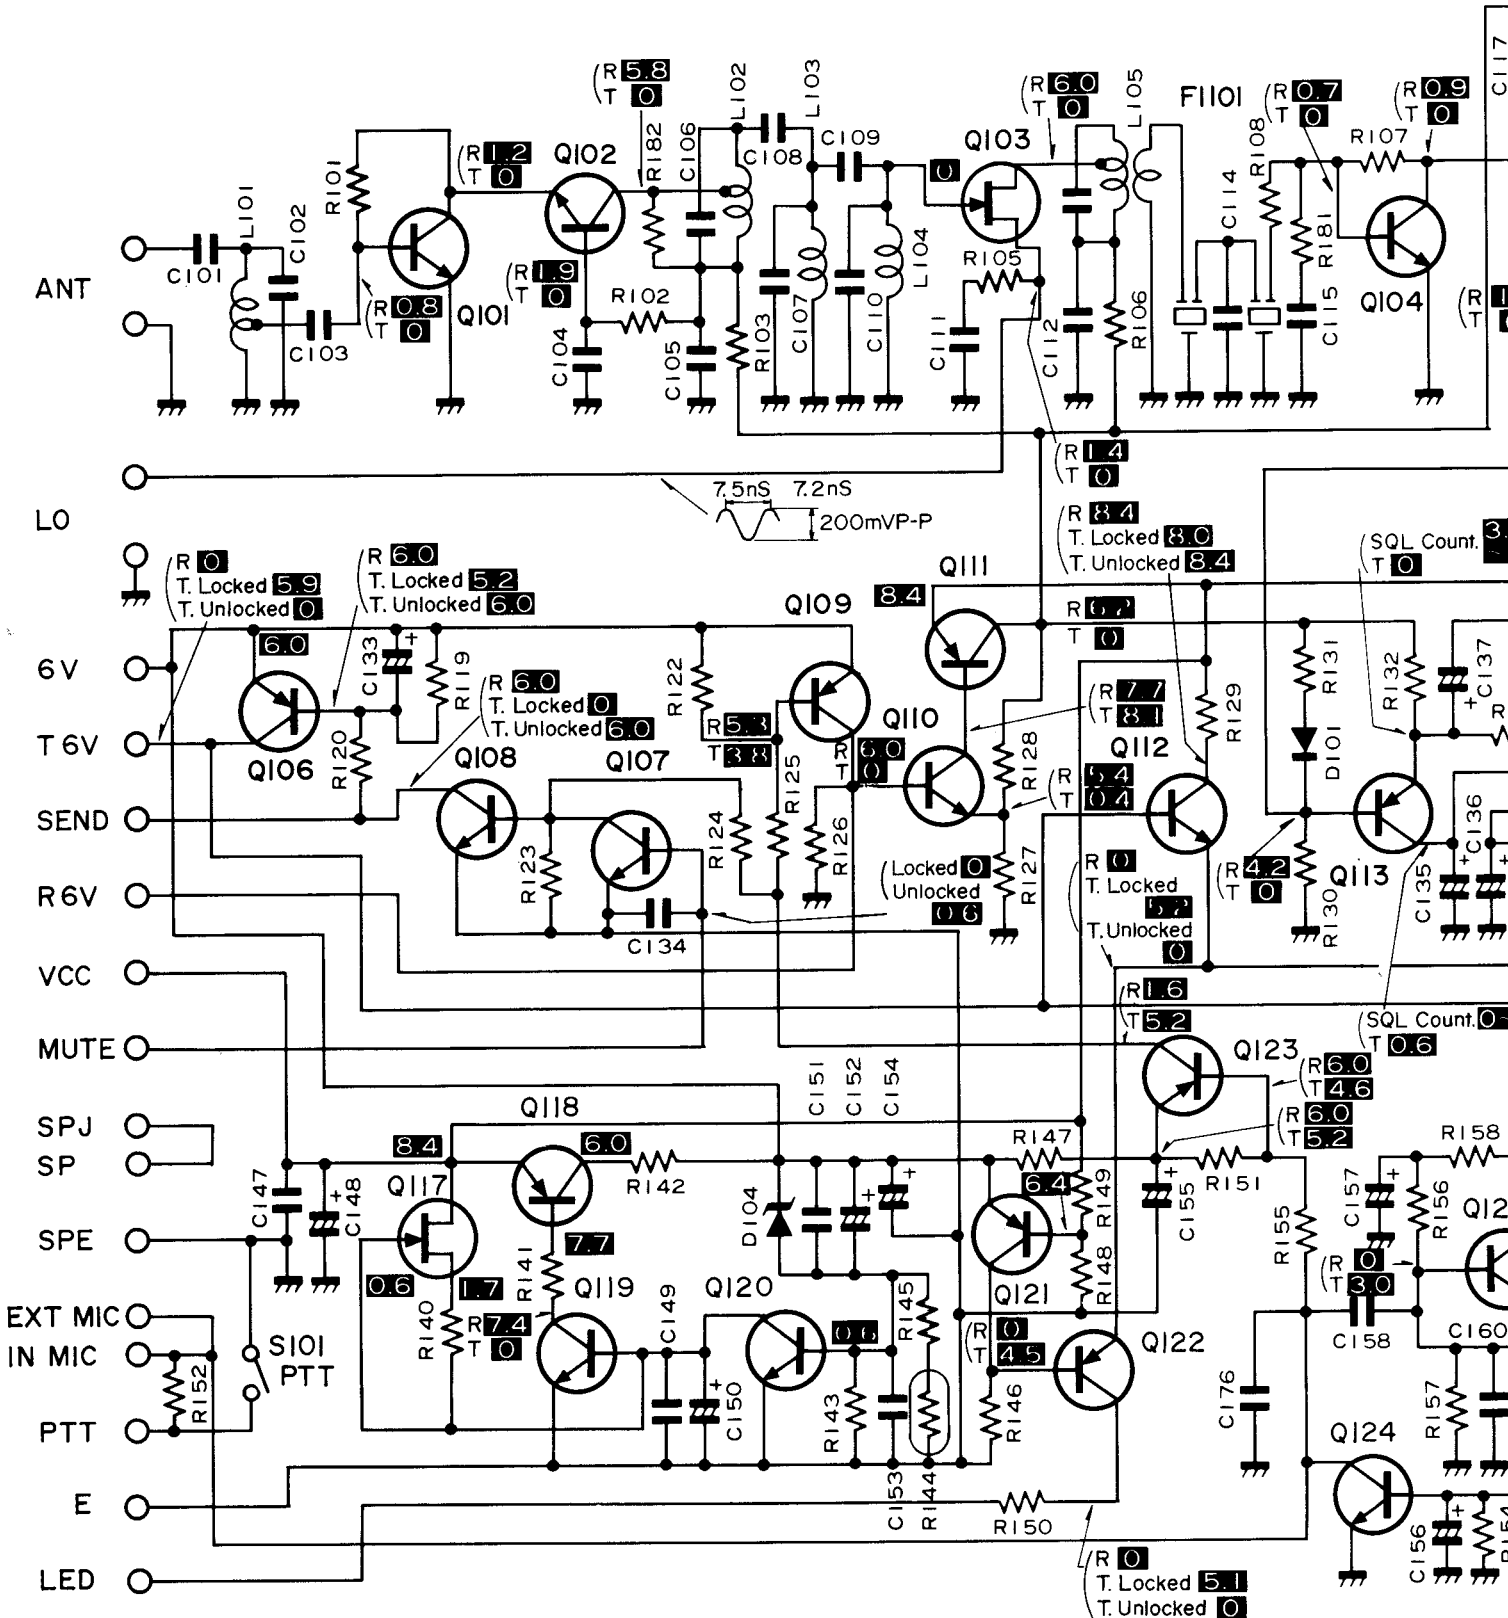 C117
R 5.8
T 0
L102
L103
R 6.0
T 0
L105
F1101
R 0.7
T 0
R 0.9
T 0
R182
C106
C108
C109
Q103
R108
R107
R101
R 1.2
T 0
Q102
0
C114
L101
C102
R181
ANT
C101
R 1.9
T 0
L104
R105
Q104
R 0.8
T 0
Q101
R102
R106
C115
C103
C104
C105
R103
C107
C110
C111
C112
R 1.4
T 0
7.5nS 7.2nS
200mVP-P
LO
R 8.4
T. Locked 8.0
T. Unlocked 8.4
SQL Count.
T 0
R 0
T. Locked 5.9
T. Unlocked 0
R 6.0
T. Locked 5.2
T. Unlocked 6.0
Q111
8.4
Q109
6.0
C133
R119
R122
T 0
R131
R132
C137
6V
R 6.0
T. Locked 0
T. Unlocked 6.0
R 7.7
T 8.1
R129
T6V
Q106
R120
Q108
Q107
R 5.3
T 3.8
R 6.0
T 0
Q110
R128
Q112
D101
R125
R 5.4
T 0.4
SEND
R123
R124
R126
Locked 0
Unlocked 0.6
R127
R 0
T. Locked 5.2
T. Unlocked 0
R 4.2
T 0
Q113
C136
C135
R130
R6V
C134
VCC
R 1.6
T 5.2
SQL Count.
T 0.6
MUTE
Q123
R 6.0
T 4.6
C151
C152
C154
SPJ
Q118
R 6.0
T 5.2
SP
8.4
6.0
R147
R158
R142
Q117
6.4
R149
R151
C147
C148
D104
C155
C157
R156
R155
SPE
7.7
R141
R148
R 0
T 3.0
0.6
1.7
Q119
Q120
Q121
EXT MIC
R140
R 7.4
T 0
C149
R145
R 0
T 4.5
Q122
C158
C160
IN MIC
S101
PTT
0.6
R152
C150
R143
R146
C176
R157
PTT
Q124
E
C153
R144
R150
C156
R154
LED
R 0
T. Locked 5.1
T. Unlocked 0